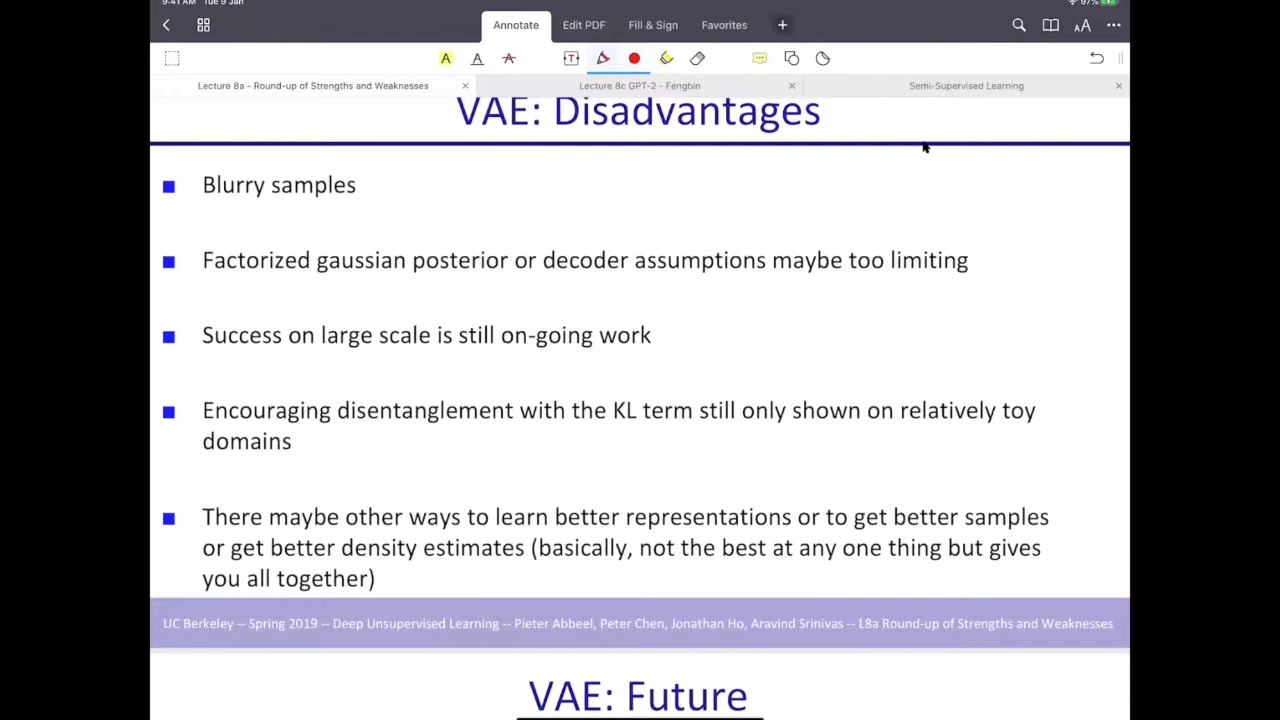 9:41 AM Tue 9 Jan
97%
Annotate Edit PDF Fill & Sign Favorites +
A A A T
Lecture 8a - Round-up of Strengths and Weaknesses × Lecture 8c GPT-2 - Fengbin × Semi-Supervised Learning ×
VAE: Disadvantages
Blurry samples
Factorized gaussian posterior or decoder assumptions maybe too limiting
Success on large scale is still on-going work
Encouraging disentanglement with the KL term still only shown on relatively toy
domains
There maybe other ways to learn better representations or to get better samples
or get better density estimates (basically, not the best at any one thing but gives
you all together)
UC Berkeley -- Spring 2019 -- Deep Unsupervised Learning -- Pieter Abbeel, Peter Chen, Jonathan Ho, Aravind Srinivas -- L8a Round-up of Strengths and Weaknesses
VAE: Future